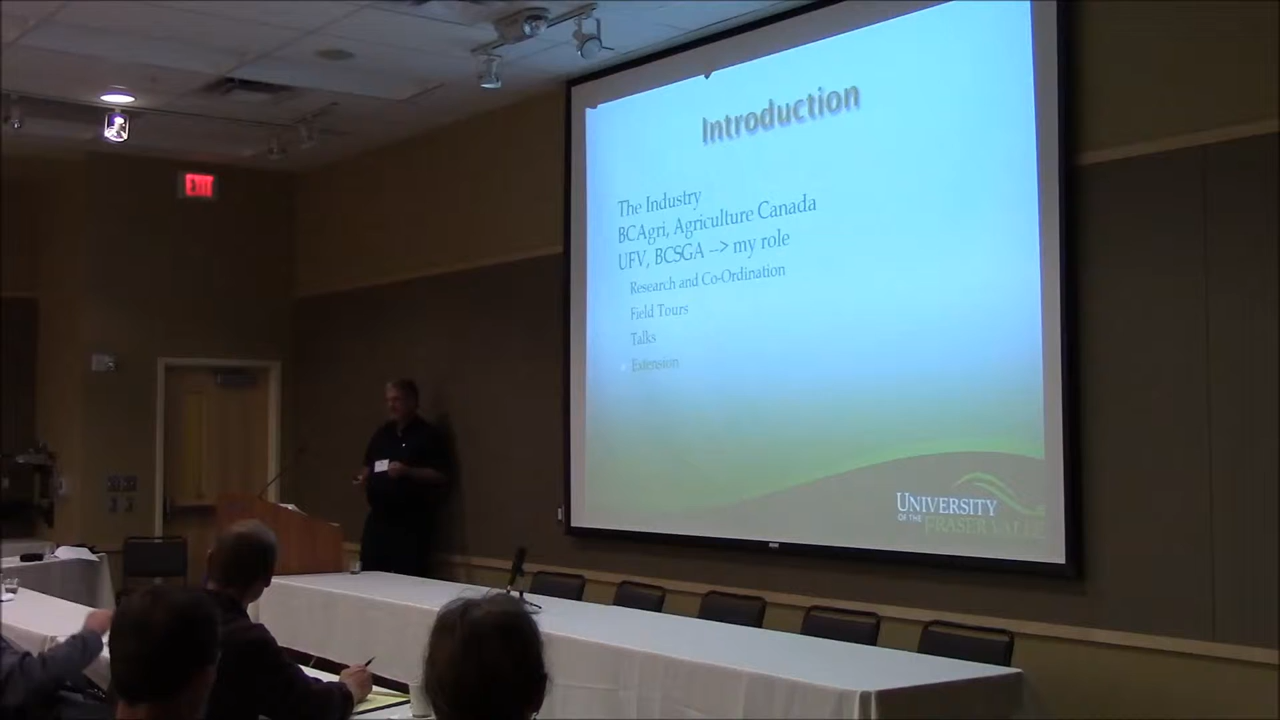 EXIT
Introduction
The Industry
BCAgri, Agriculture Canada
UFV, BCSGA --> my role
Research and Co-Ordination
Field Tours
Talks
Extension
UNIVERSITY
OF THE FRASER VALLEY